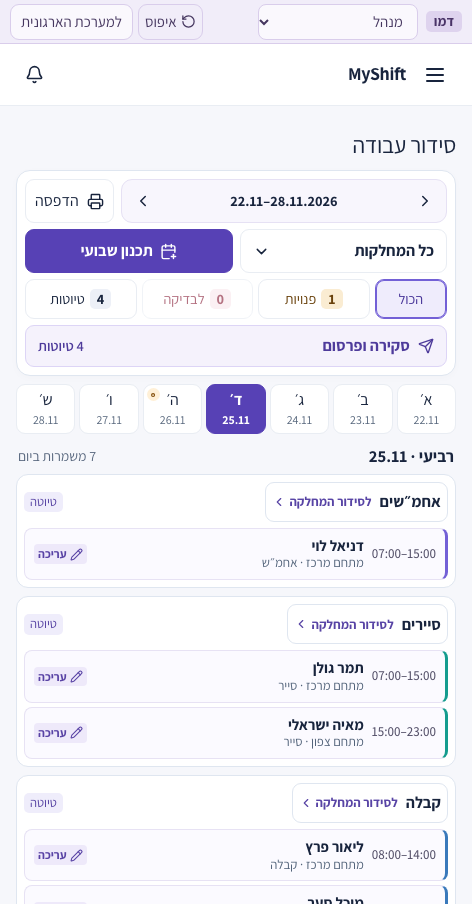 דמו
מנהל
איפוס
למערכת הארגונית
MyShift
סידור עבודה
22.11–28.11.2026
הדפסה
כל המחלקות
תכנון שבועי
הכול
1 פנויות
0 לבדיקה
4 טיוטות
סקירה ופרסום
4 טיוטות
א׳ ב׳ ג׳ ד׳ ה׳ ו׳ ש׳
22.11 23.11 24.11 25.11 26.11 27.11 28.11
רביעי · 25.11
7 משמרות ביום
אחמ״שים לסידור המחלקה
טיוטה
07:00–15:00
דניאל לוי
מתחם מרכז · אחמ״ש
עריכה
סיירים לסידור המחלקה
טיוטה
07:00–15:00
תמר גולן
מתחם מרכז · סייר
עריכה
15:00–23:00
מאיה ישראלי
מתחם צפון · סייר
עריכה
קבלה לסידור המחלקה
טיוטה
08:00–14:00
ליאור פרץ
מתחם מרכז · קבלה
עריכה